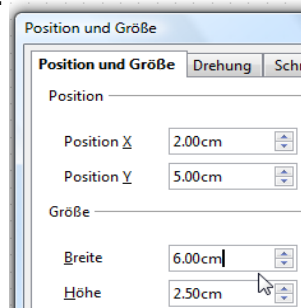 Position und Größe
Position und Größe Drehung
Position
Position X 2.00cm
Position Y 5.00cm
Größe
Breite 6.00cm
Höhe 2.50cm